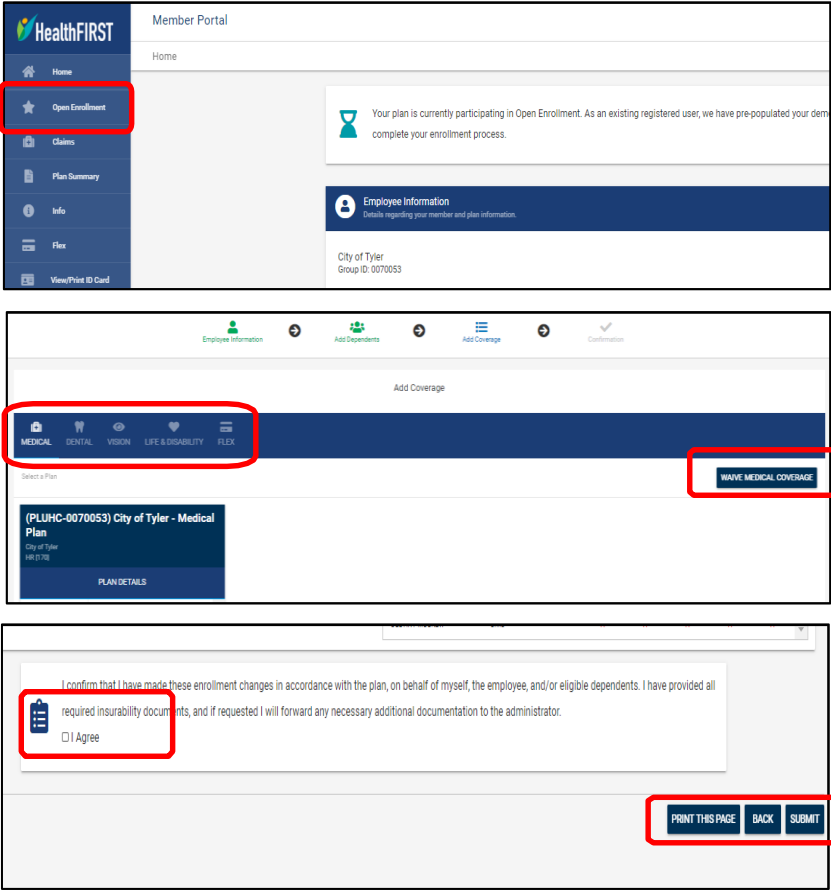 HealthFIRST
Member Portal
Home
Home
Open Enrollment
Claims
Plan Summary
Info
Flex
View/Print ID Card
Your plan is currently participating in Open Enrollment. As an existing registered user, we have pre-populated your dem
complete your enrollment process.
Employee Information
Details regarding your member and plan information.
City of Tyler
Group ID: 0070053
Employee Information
Add Dependents
Add Coverage
Confirmation
Add Coverage
MEDICAL DENTAL VISION LIFE & DISABILITY FLEX
Select a Plan
WAIVE MEDICAL COVERAGE
(PLUHC-0070053) City of Tyler - Medical
Plan
City of Tyler
HR [170]
PLAN DETAILS
I confirm that I have made these enrollment changes in accordance with the plan, on behalf of myself, the employee, and/or eligible dependents. I have provided all
required insurability documents, and if requested I will forward any necessary additional documentation to the administrator.
I Agree
PRINT THIS PAGE BACK SUBMIT